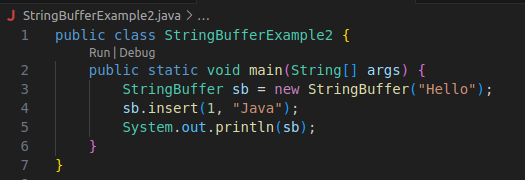 J StringBufferExample2.java > ...
1 public class StringBufferExample2 {
Run | Debug
2     public static void main(String[] args) {
3         StringBuffer sb = new StringBuffer("Hello");
4         sb.insert(1, "Java");
5         System.out.println(sb);
6     }
7 }